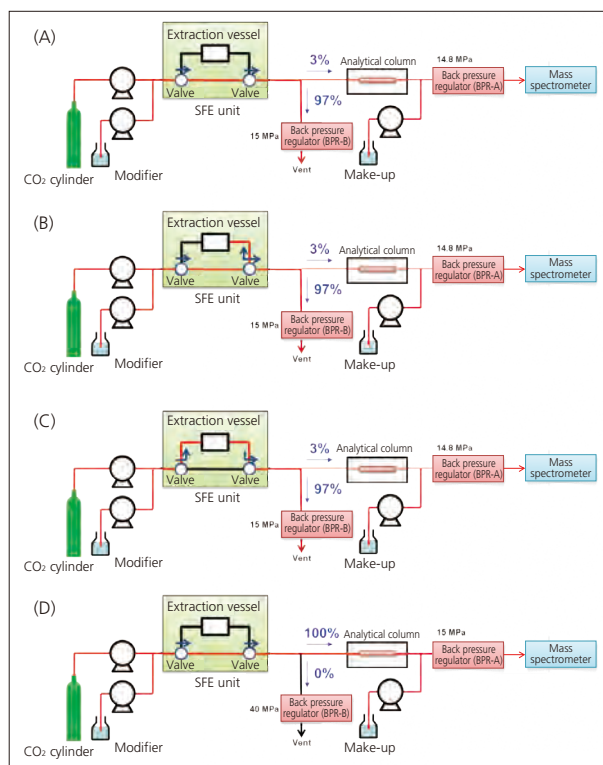 (A)
Extraction vessel
Valve
Valve
SFE unit
CO₂ cylinder
Modifier
3%
97%
Analytical column
15 MPa
Back pressure
regulator (BPR-B)
Vent
Make-up
14.8 MPa
Back pressure
regulator (BPR-A)
Mass
spectrometer
(B)
Extraction vessel
Valve
Valve
SFE unit
CO₂ cylinder
Modifier
3%
97%
Analytical column
15 MPa
Back pressure
regulator (BPR-B)
Vent
Make-up
14.8 MPa
Back pressure
regulator (BPR-A)
Mass
spectrometer
(C)
Extraction vessel
Valve
Valve
SFE unit
CO₂ cylinder
Modifier
3%
97%
Analytical column
15 MPa
Back pressure
regulator (BPR-B)
Vent
Make-up
14.8 MPa
Back pressure
regulator (BPR-A)
Mass
spectrometer
(D)
Extraction vessel
Valve
Valve
SFE unit
CO₂ cylinder
Modifier
100%
0%
Analytical column
40 MPa
Back pressure
regulator (BPR-B)
Vent
Make-up
15 MPa
Back pressure
regulator (BPR-A)
Mass
spectrometer